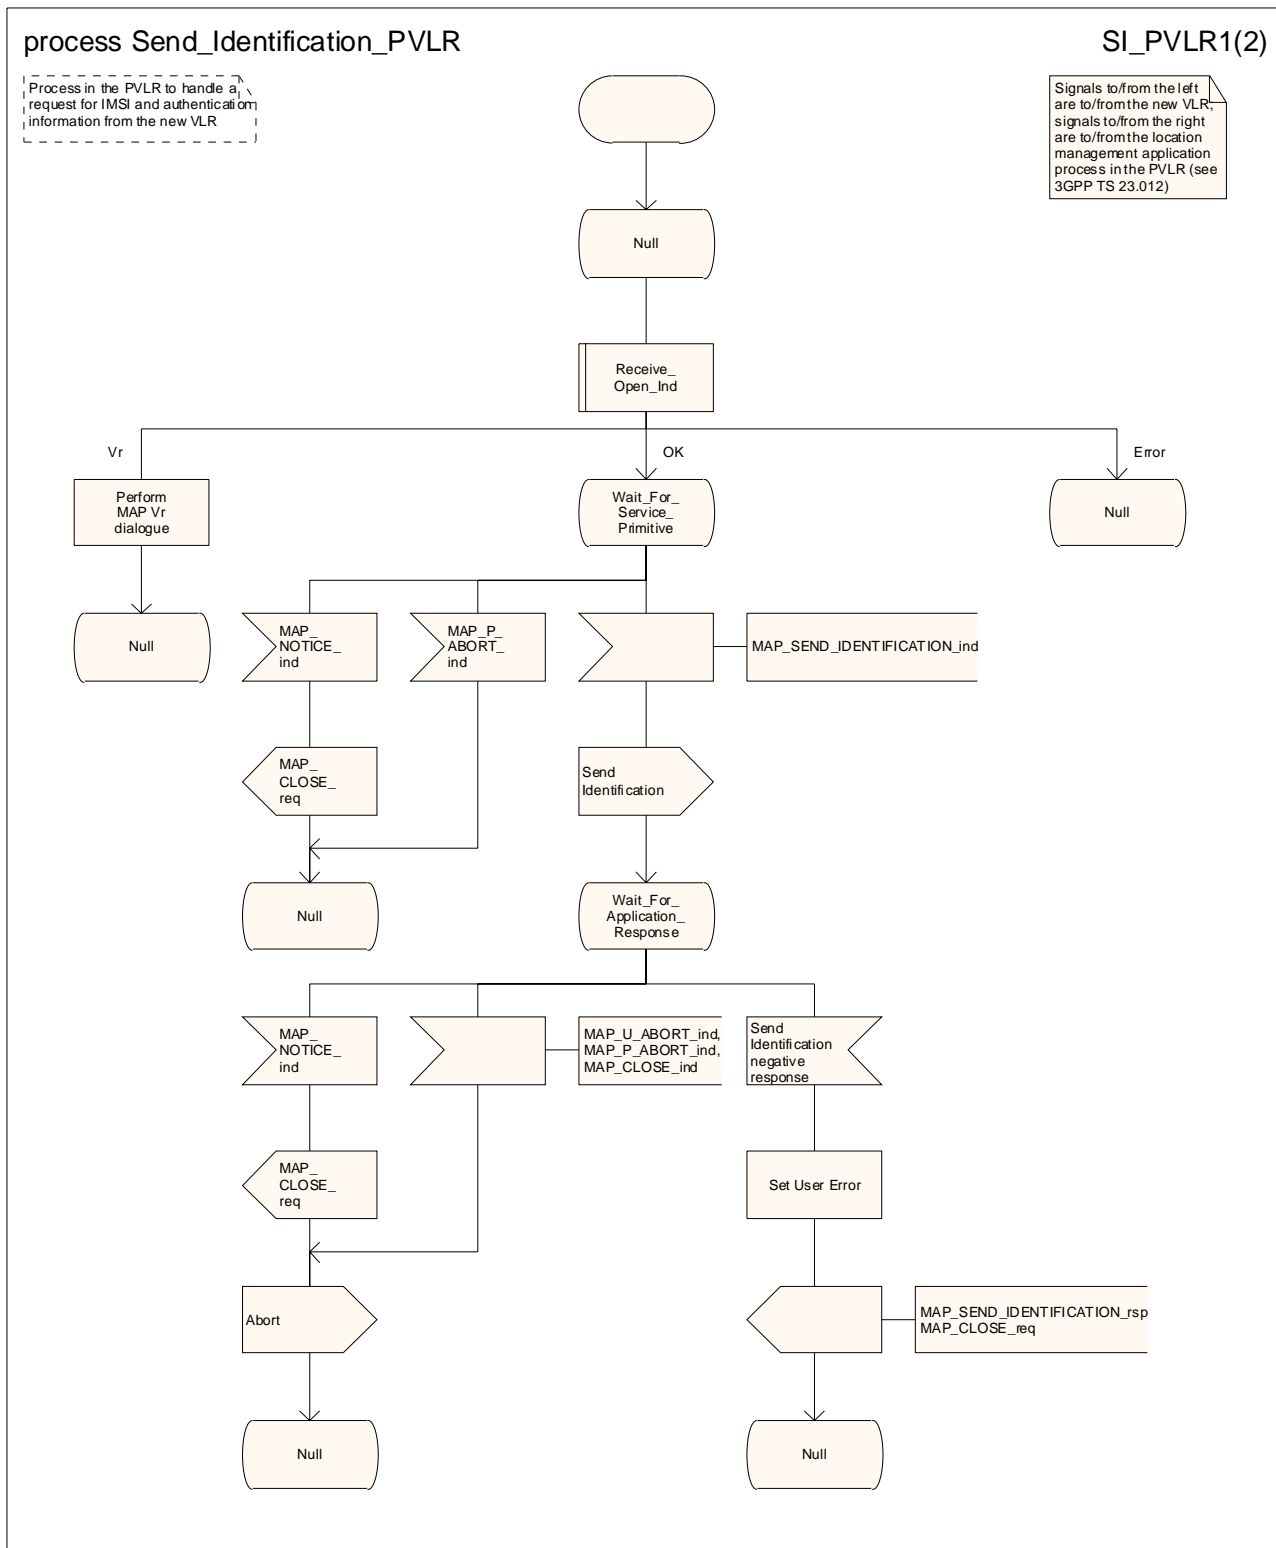 process Send_Identification_PVLR
SI_PVLR1(2)
Process in the PVLR to handle a
request for IMSI and authentication
information from the new VLR
Signals to/from the left
are to/from the new VLR;
signals to/from the right
are to/from the location
management application
process in the PVLR (see
3GPP TS 23.012)
Null
Receive_
Open_Ind
Vr
OK
Error
Perform
MAP Vr
dialogue
Wait_For_
Service_
Primitive
Null
Null
MAP_
NOTICE_
ind
MAP_P_
ABORT_
ind
MAP_SEND_IDENTIFICATION_ind
MAP_
CLOSE_
req
Send
Identification
Null
Wait_For_
Application_
Response
MAP_
NOTICE_
ind
MAP_U_ABORT_ind,
MAP_P_ABORT_ind,
MAP_CLOSE_ind
Send
Identification
negative
response
MAP_
CLOSE_
req
Set User Error
Abort
MAP_SEND_IDENTIFICATION_rsp
MAP_CLOSE_req
Null
Null